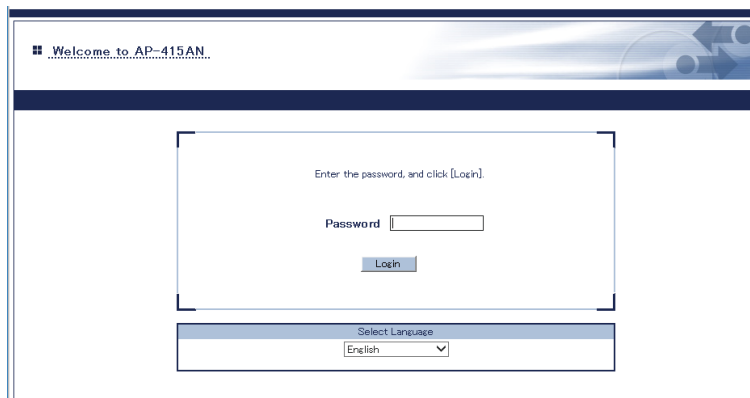 Welcome to AP-415AN
Enter the password, and click [Login].
Password
Login
Select Language
English